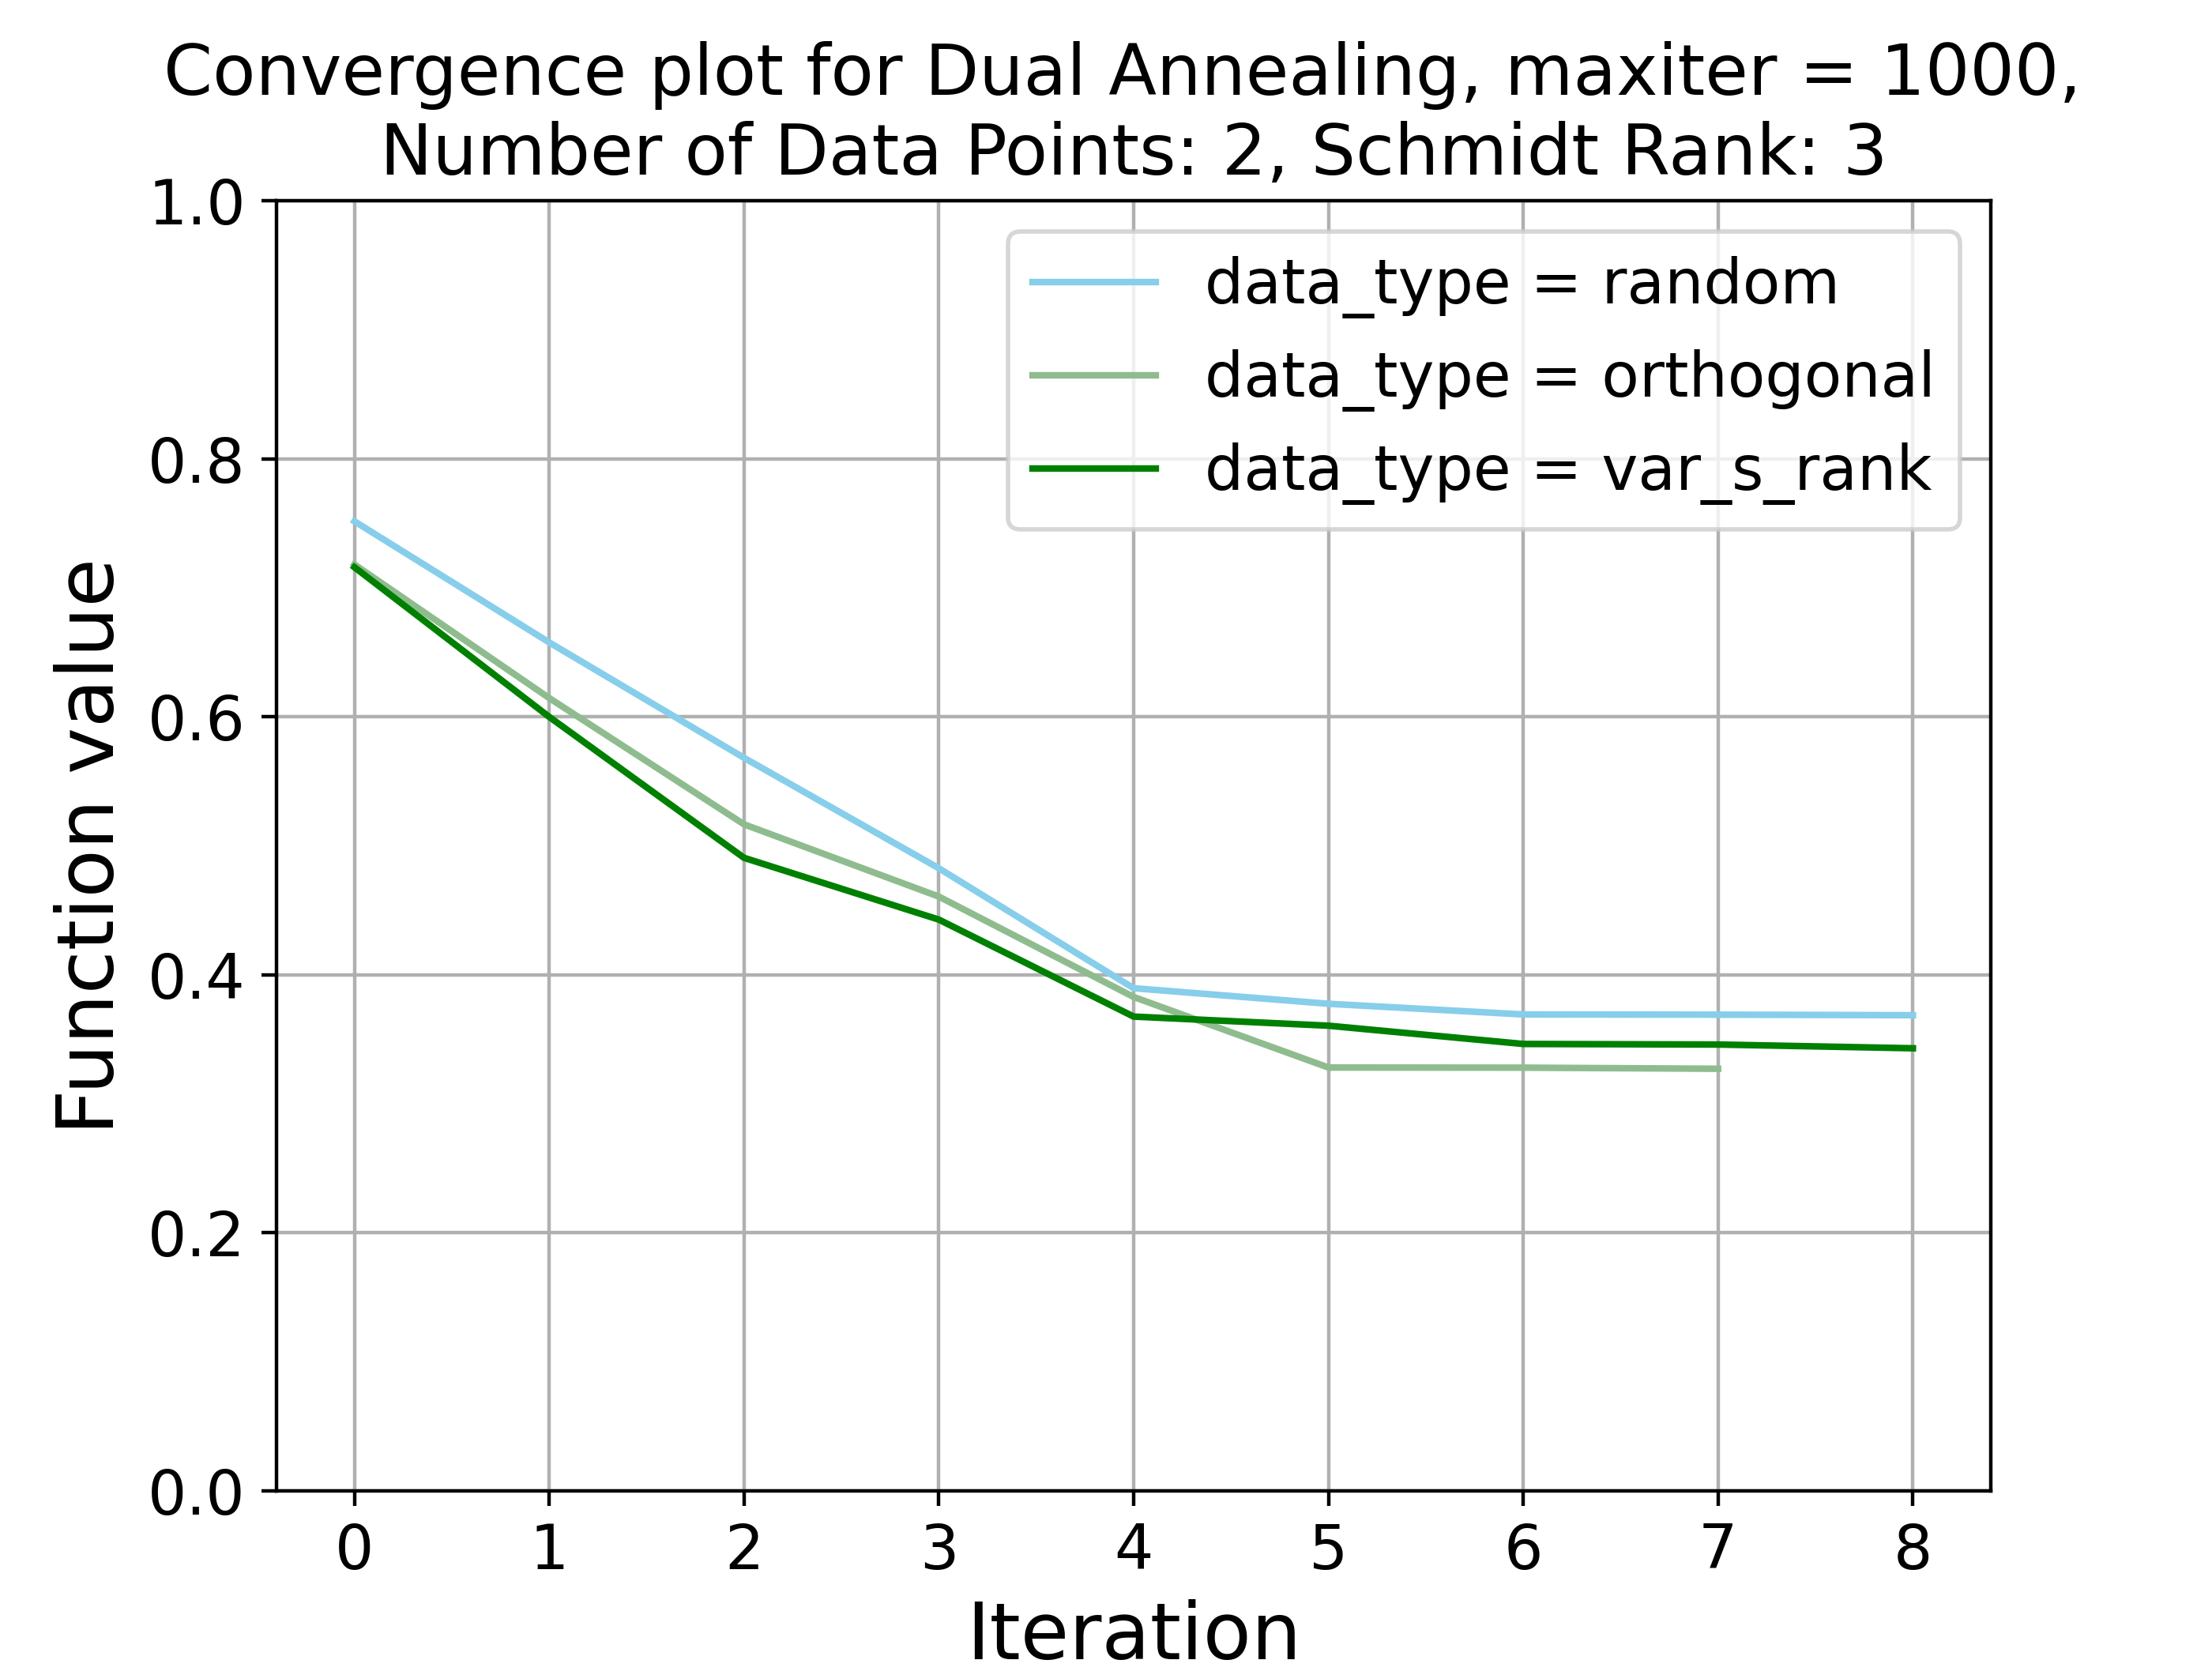 Convergence plot for Dual Annealing, maxiter = 1000,
Number of Data Points: 2, Schmidt Rank: 3
1.0
0.8
0.6
0.4
0.2
0.0
Function value
data_type = random
data_type = orthogonal
data_type = var_s_rank
0 1 2 3 4 5 6 7 8
Iteration